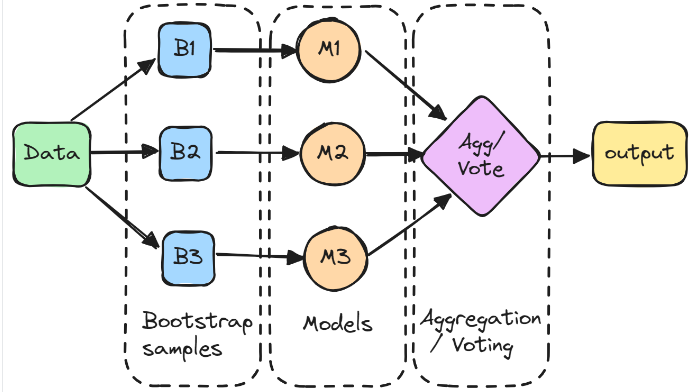 Data
B1
B2
B3
Bootstrap
samples
M1
M2
M3
Models
Agg/
Vote
Aggregation
/ Voting
output